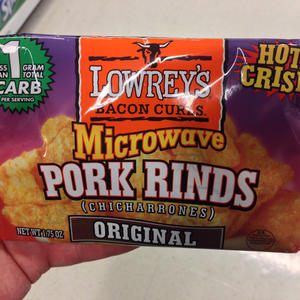 LESS THAN
1 GRAM TOTAL
CARB
PER SERVING
LOWREY'S
BACON CURLS
HOT
CRISP
Microwave
PORK RINDS
(CHICHARRONES)
ORIGINAL
NET WT. 1.75 OZ